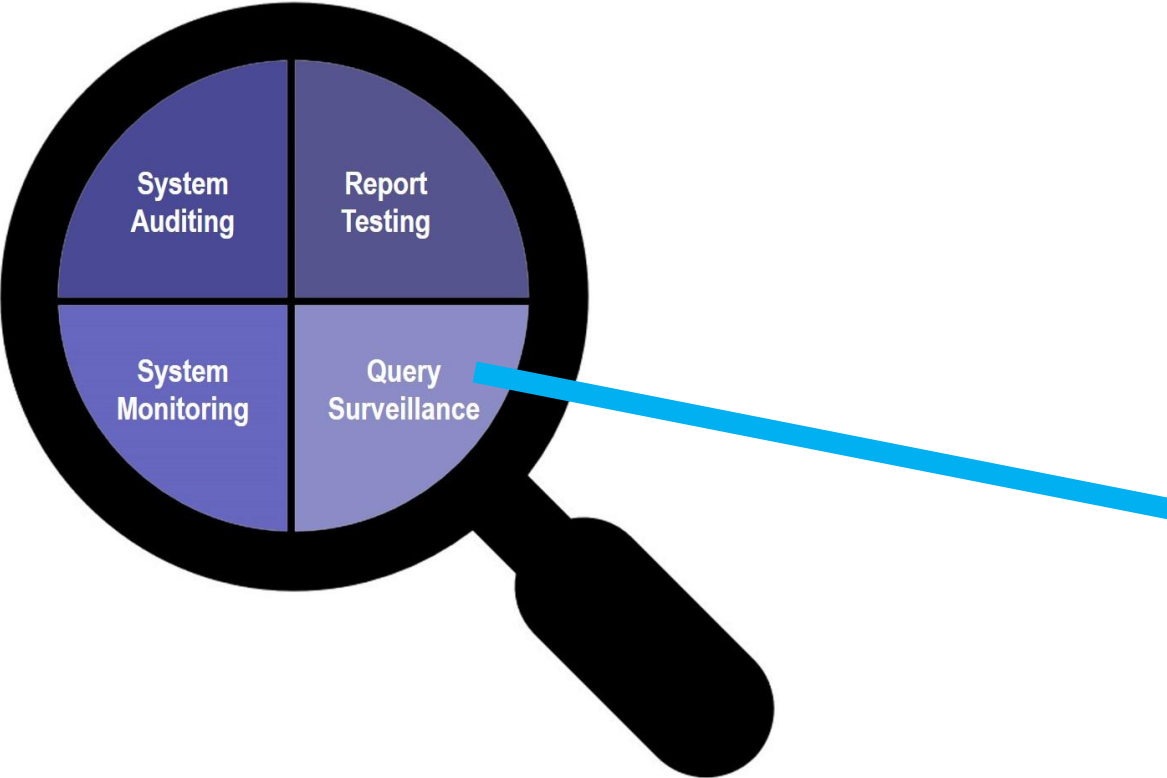 System
Auditing
Report
Testing
System
Monitoring
Query
Surveillance